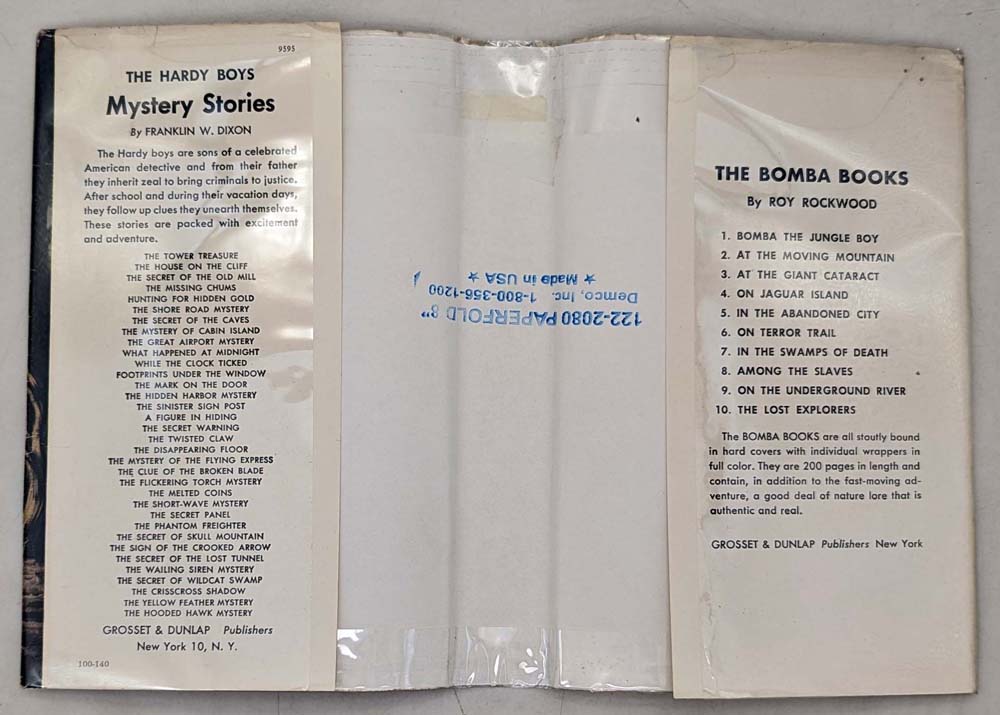 9595
THE HARDY BOYS
Mystery Stories
By FRANKLIN W. DIXON
The Hardy boys are sons of a celebrated
American detective and from their father
they inherit zeal to bring criminals to justice.
After school and during their vacation days,
they follow up clues they unearth themselves.
These stories are packed with excitement
and adventure.
THE TOWER TREASURE
THE HOUSE ON THE CLIFF
THE SECRET OF THE OLD MILL
THE MISSING CHUMS
HUNTING FOR HIDDEN GOLD
THE SHORE ROAD MYSTERY
THE SECRET OF THE CAVES
THE MYSTERY OF CABIN ISLAND
THE GREAT AIRPORT MYSTERY
WHAT HAPPENED AT MIDNIGHT
WHILE THE CLOCK TICKED
FOOTPRINTS UNDER THE WINDOW
THE MARK ON THE DOOR
THE HIDDEN HARBOR MYSTERY
THE SINISTER SIGN POST
A FIGURE IN HIDING
THE SECRET WARNING
THE TWISTED CLAW
THE DISAPPEARING FLOOR
THE MYSTERY OF THE FLYING EXPRESS
THE CLUE OF THE BROKEN BLADE
THE FLICKERING TORCH MYSTERY
THE MELTED COINS
THE SHORT-WAVE MYSTERY
THE SECRET PANEL
THE PHANTOM FREIGHTER
THE SECRET OF SKULL MOUNTAIN
THE SIGN OF THE CROOKED ARROW
THE SECRET OF THE LOST TUNNEL
THE WAILING SIREN MYSTERY
THE SECRET OF WILDCAT SWAMP
THE CRISSCROSS SHADOW
THE YELLOW FEATHER MYSTERY
THE HOODED HAWK MYSTERY
GROSSET & DUNLAP Publishers
New York 10, N. Y.
100-140
122-2080 PAPERFOLD 8"
Demco, Inc. 1-800-356-1200
★ Made in USA ★
THE BOMBA BOOKS
By ROY ROCKWOOD
1. BOMBA THE JUNGLE BOY
2. AT THE MOVING MOUNTAIN
3. AT THE GIANT CATARACT
4. ON JAGUAR ISLAND
5. IN THE ABANDONED CITY
6. ON TERROR TRAIL
7. IN THE SWAMPS OF DEATH
8. AMONG THE SLAVES
9. ON THE UNDERGROUND RIVER
10. THE LOST EXPLORERS
The BOMBA BOOKS are all stoutly bound
in hard covers with individual wrappers in
full color. They are 200 pages in length and
contain, in addition to the fast-moving ad-
venture, a good deal of nature lore that is
authentic and real.
GROSSET & DUNLAP Publishers New York